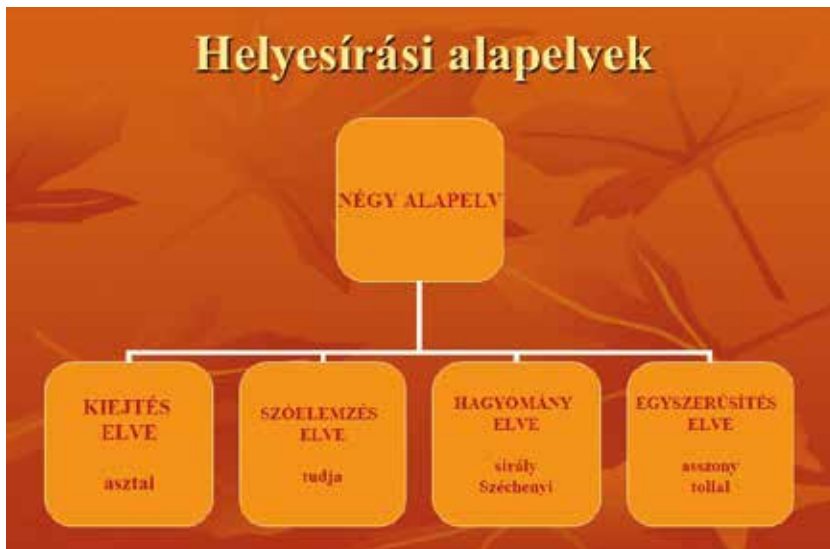 Helyesírási alapelvek
NÉGY ALAPELV
KIEJTÉS
ELVE
asztal
SZÓELEMZÉS
ELVE
tudja
HAGYOMÁNY
ELVE
sirály
Széchenyi
EGYSZERŰSÍTÉS
ELVE
asszony
tollal